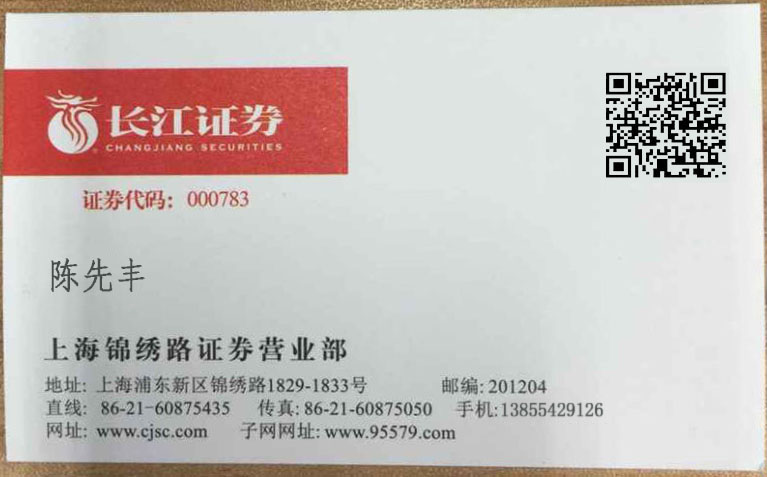 长江证券
CHANGJIANG SECURITIES
证券代码: 000783
陈先丰
上海锦绣路证券营业部
地址: 上海浦东新区锦绣路1829-1833号 邮编: 201204
直线: 86-21-60875435 传真: 86-21-60875050 手机:13855429126
网址: www.cjsc.com 子网网址: www.95579.com